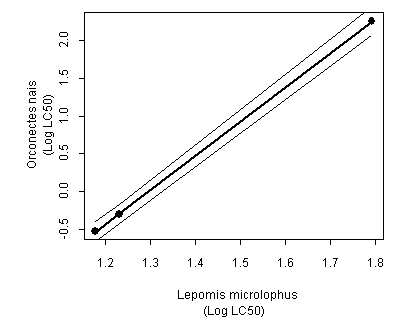 Orconectes nais
(Log LC50)
2.0
1.5
1.0
0.5
0.0
-0.5
1.2 1.3 1.4 1.5 1.6 1.7 1.8
Lepomis microlophus
(Log LC50)